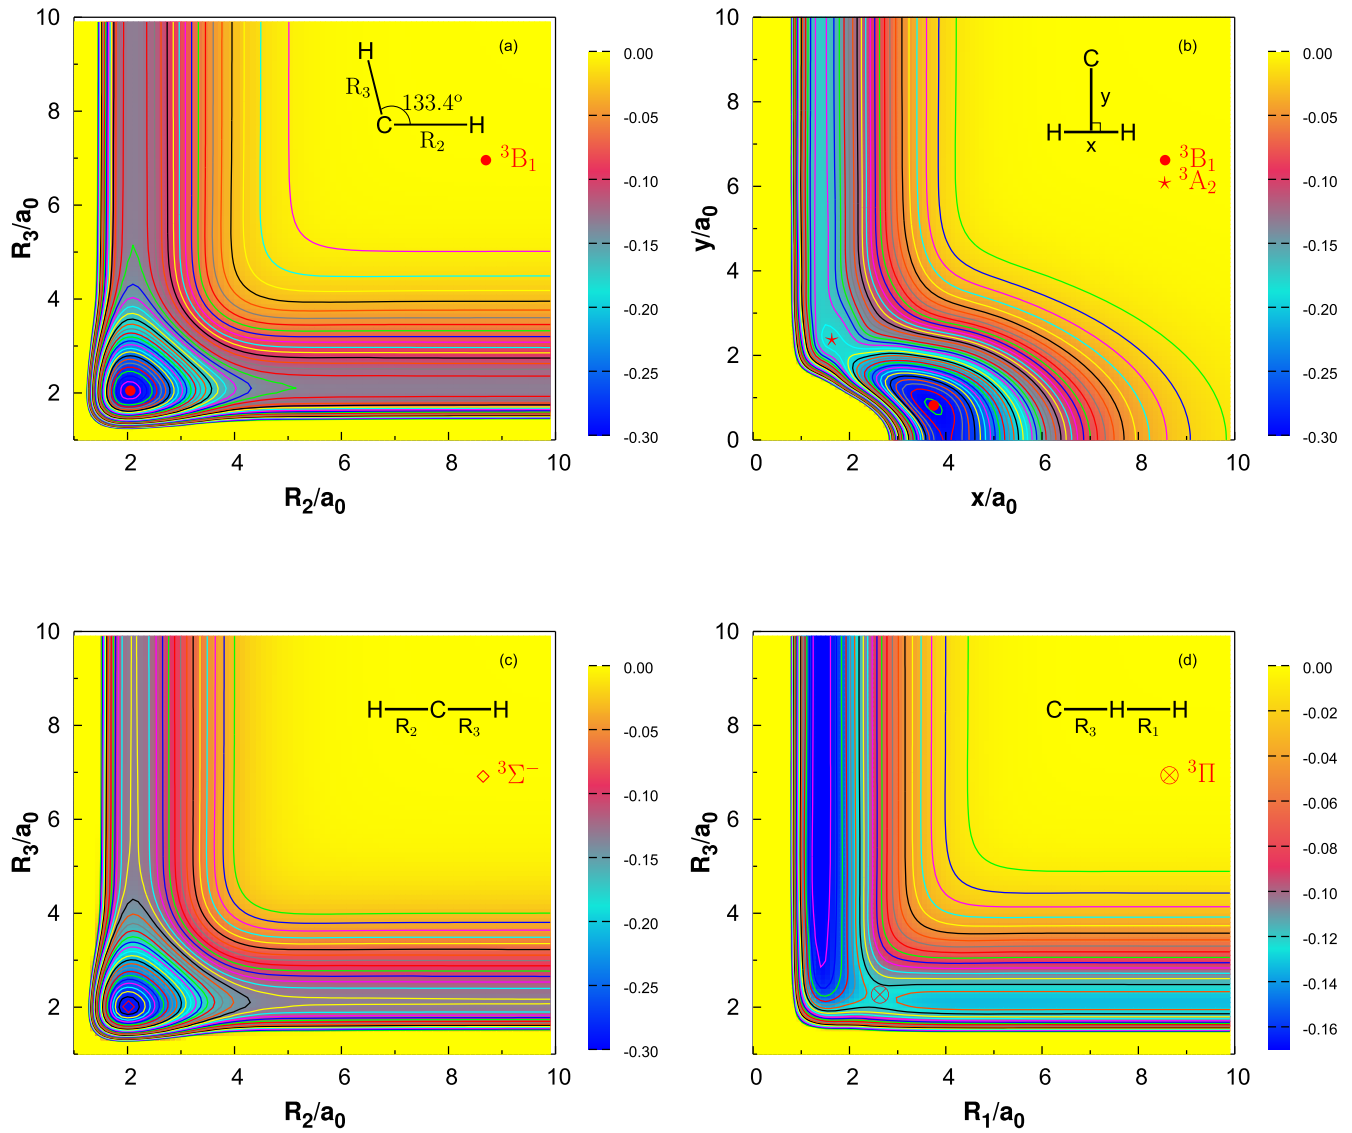 (a)
H
R3
133.4°
C
H
R2
3B1
10
8
6
4
2
R3/a0
2
4
6
8
10
R2/a0
0.00
-0.05
-0.10
-0.15
-0.20
-0.25
-0.30
(b)
C
y
H
H
x
3B1
3A2
10
8
6
4
2
0
y/a0
0
2
4
6
8
10
x/a0
0.00
-0.05
-0.10
-0.15
-0.20
-0.25
-0.30
(c)
H C H
R2 R3
3Σ−
10
8
6
4
2
R3/a0
2
4
6
8
10
R2/a0
0.00
-0.05
-0.10
-0.15
-0.20
-0.25
-0.30
(d)
C H H
R3 R1
3Π
10
8
6
4
2
R3/a0
0
2
4
6
8
10
R1/a0
0.00
-0.02
-0.04
-0.06
-0.08
-0.10
-0.12
-0.14
-0.16